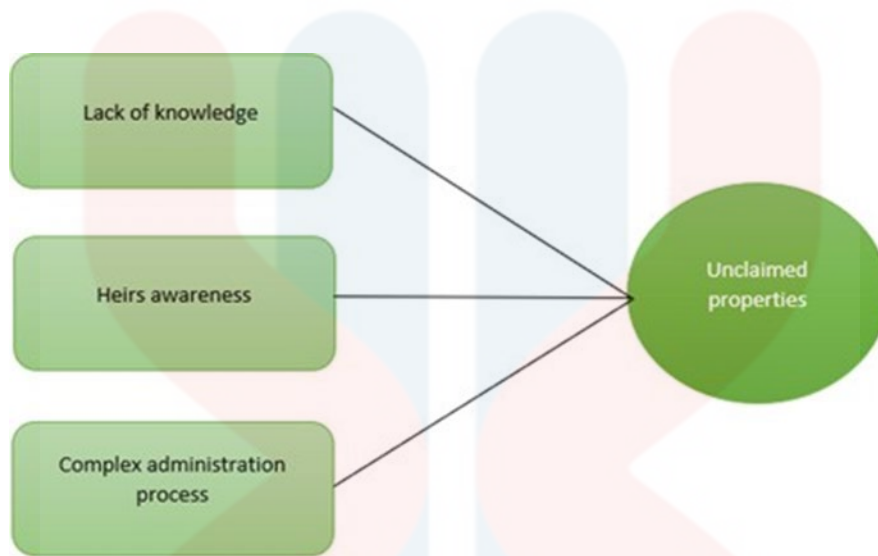 Lack of knowledge
Heirs awareness
Complex administration
process
Unclaimed
properties